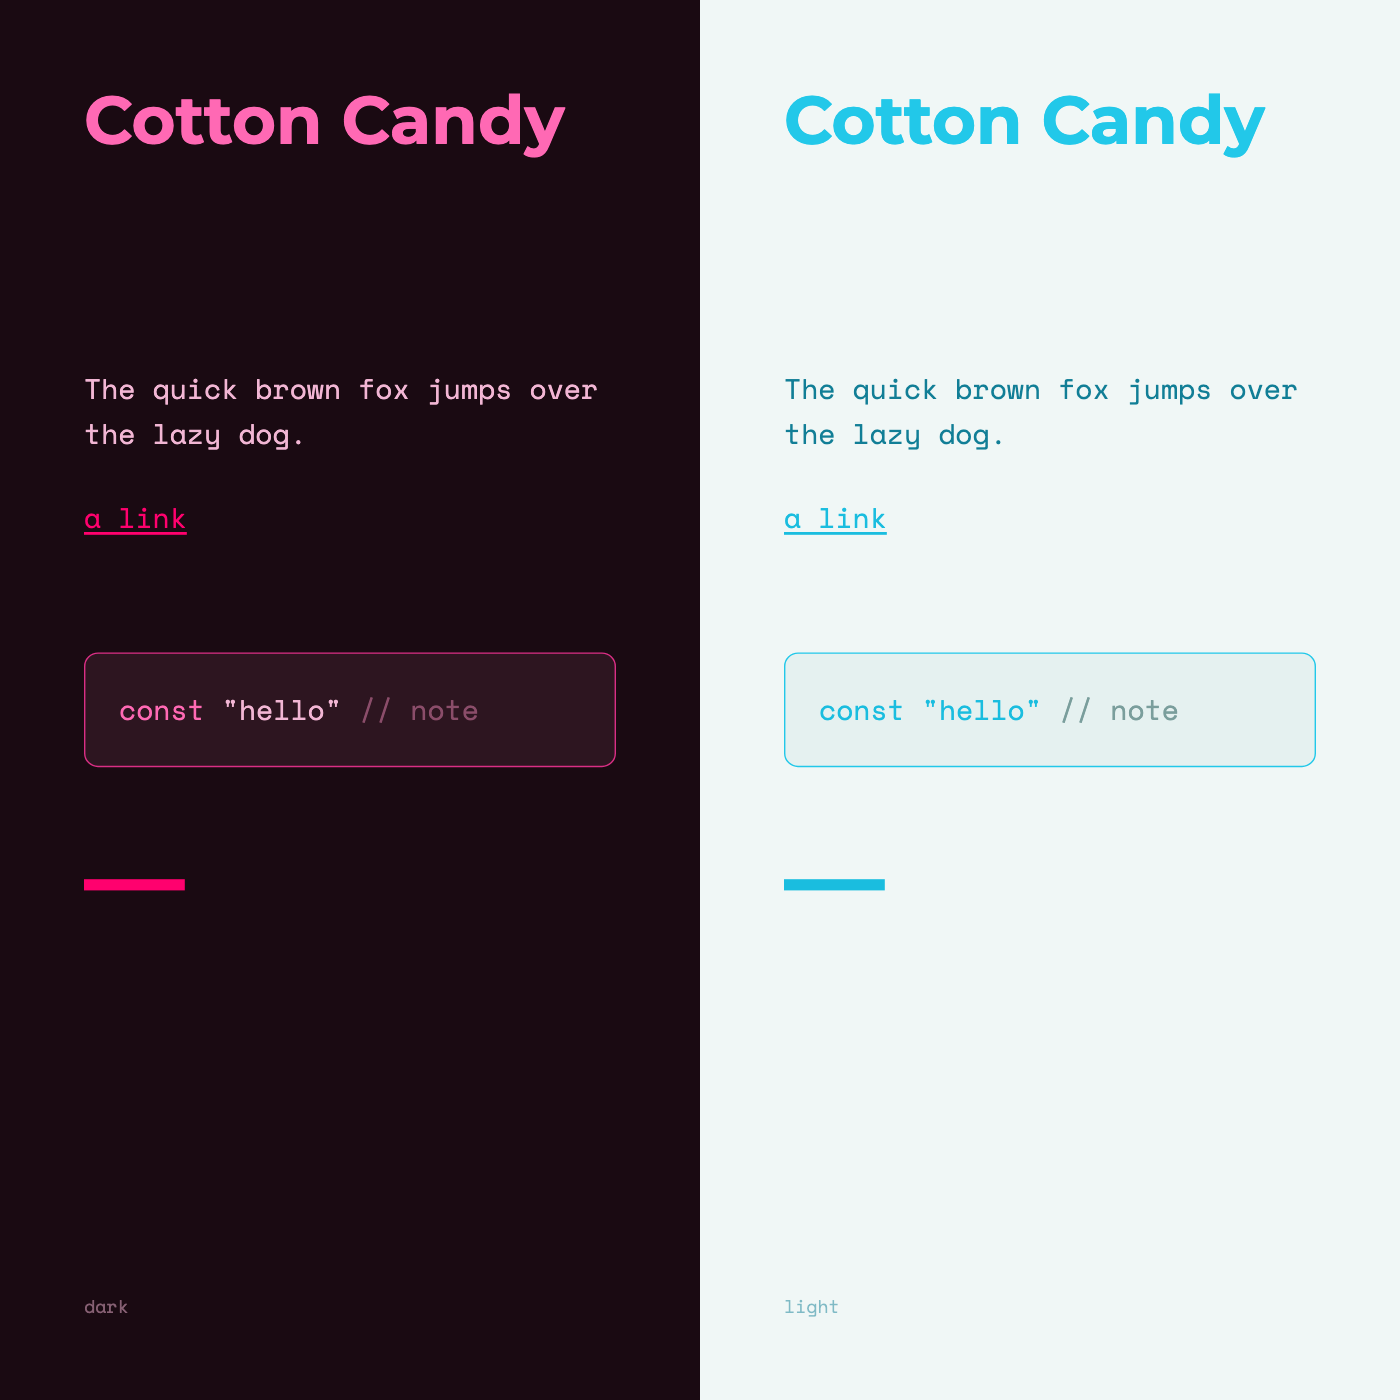 Cotton Candy
The quick brown fox jumps over
the lazy dog.
a link
const "hello" // note
dark
Cotton Candy
The quick brown fox jumps over
the lazy dog.
a link
const "hello" // note
light